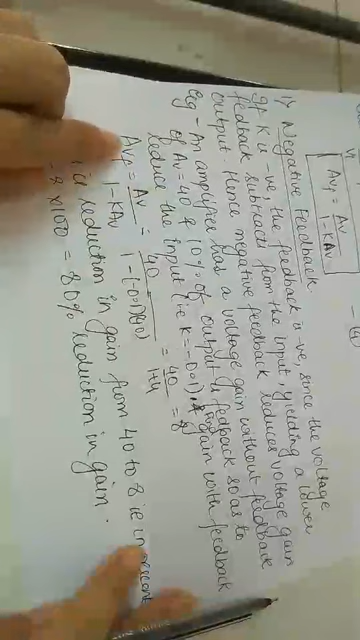 Vi
Avf = Av / 1-KAv - (4)
1) Negative Feedback
If K is -ve, the feedback is -ve, since the voltage
feedback subtracts from the input, yielding a lower
output. Hence negative feedback reduces voltage gain
Eg - An amplifier has a voltage gain without feedback
of Av = 40 & 10% of output is fedback so as to
reduce the input (i.e K = -0.1), gain with feedback
Avf = Av / 1-KAv = 40 / 1-(-0.1)(40) = 40 / 1+4 = 8
reduction in gain from 40 to 8 ie in
x 100 = 80% reduction in gain.